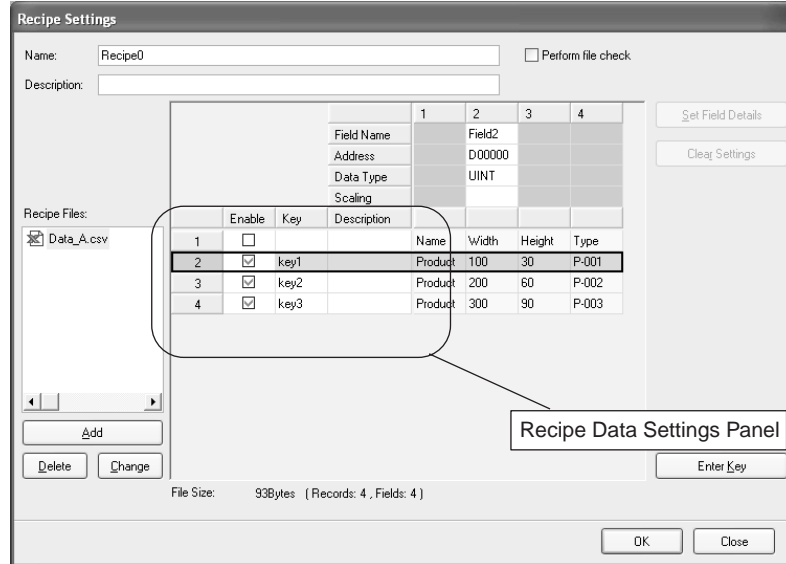 Recipe Settings
Name: Recipe0 Perform file check
Description:
1 2 3 4 Set Field Details
Field Name Field2
Address D00000 Clear Settings
Data Type UINT
Scaling
Recipe Files: Enable Key Description
Data_A.csv 1 Name Width Height Type
2 key1 Product 100 30 P-001
3 key2 Product 200 60 P-002
4 key3 Product 300 90 P-003
Recipe Data Settings Panel
Add
Delete Change Enter Key
File Size: 93Bytes ( Records: 4 , Fields: 4 )
OK Close